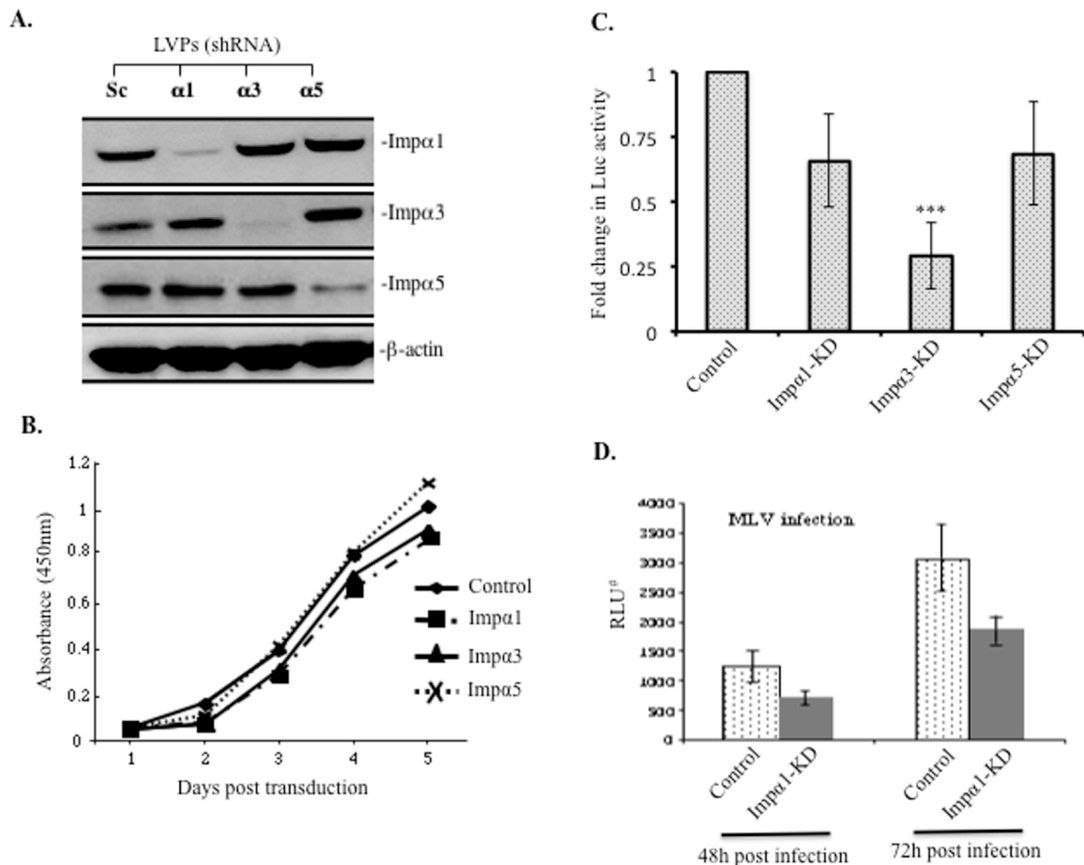 A.
LVPs (shRNA)
Sc α1 α3 α5
-Impα1
-Impα3
-Impα5
-β-actin
B.
Absorbance (450nm)
1.2
1
0.8
0.6
0.4
0.2
0
1 2 3 4 5
Days post transduction
Control
Impα1
Impα3
Impα5
C.
Fold change in Luc activity
1
0.75
0.5
0.25
0
***
Control
Impα1-KD
Impα3-KD
Impα5-KD
D.
MLV infection
RLU#
4000
3500
3000
2500
2000
1500
1000
500
0
Control
Impα1-KD
Control
Impα1-KD
48h post infection
72h post infection